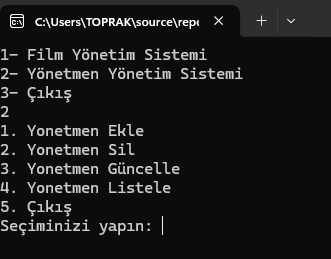 C:\Users\TOPRAK\source\repo
1- Film Yönetim Sistemi
2- Yönetmen Yönetim Sistemi
3- Çıkış
2
1. Yonetmen Ekle
2. Yonetmen Sil
3. Yonetmen Güncelle
4. Yonetmen Listele
5. Çıkış
Seçiminizi yapın: